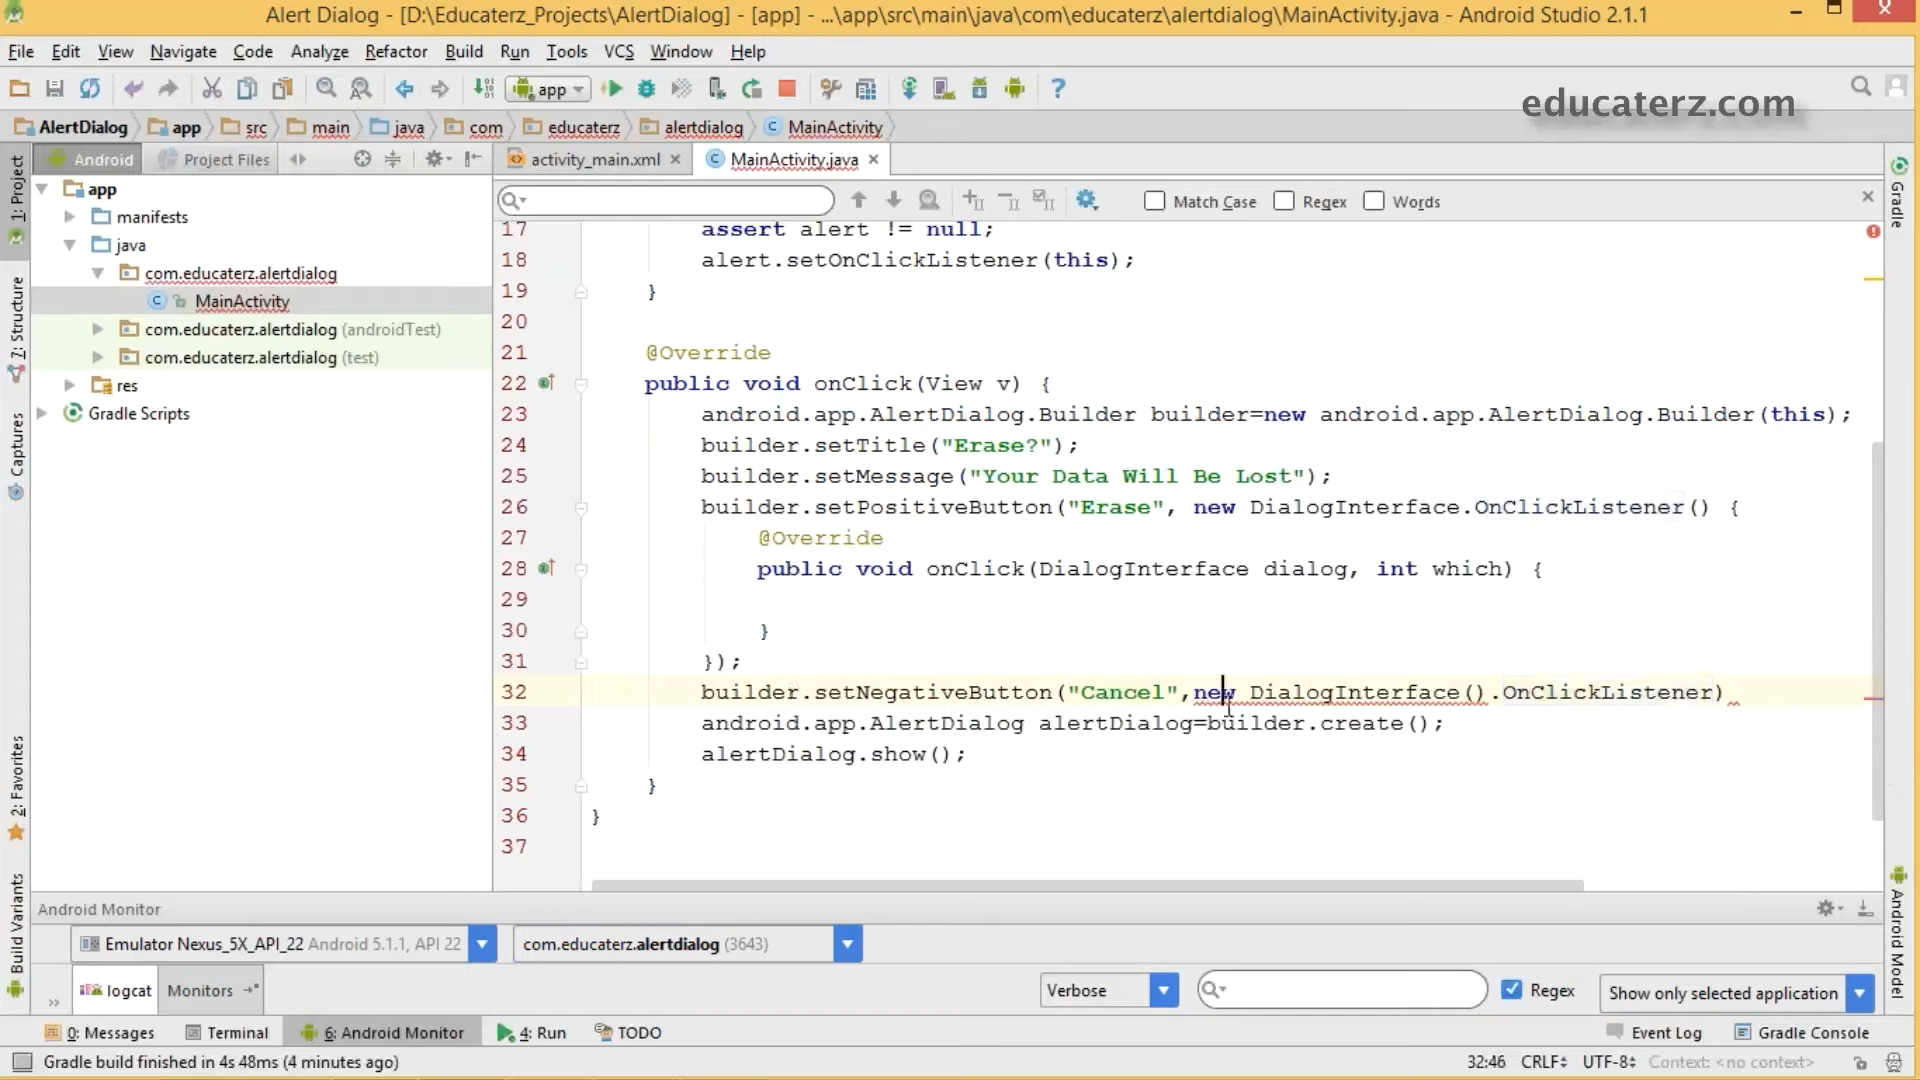 Alert Dialog - [D:\Educaterz_Projects\AlertDialog] - [app] - ...\app\src\main\java\com\educaterz\alertdialog\MainActivity.java - Android Studio 2.1.1
File Edit View Navigate Code Analyze Refactor Build Run Tools VCS Window Help
app
educaterz.com
AlertDialog app src main java com educaterz alertdialog MainActivity
Android Project Files activity_main.xml MainActivity.java
Match Case Regex Words
1: Project
7: Structure
Captures
2: Favorites
Build Variants
app
manifests
java
com.educaterz.alertdialog
MainActivity
com.educaterz.alertdialog (androidTest)
com.educaterz.alertdialog (test)
res
Gradle Scripts
17 assert alert != null;
18 alert.setOnClickListener(this);
19 }
20
21 @Override
22 public void onClick(View v) {
23 android.app.AlertDialog.Builder builder=new android.app.AlertDialog.Builder(this);
24 builder.setTitle("Erase?");
25 builder.setMessage("Your Data Will Be Lost");
26 builder.setPositiveButton("Erase", new DialogInterface.OnClickListener() {
27 @Override
28 public void onClick(DialogInterface dialog, int which) {
29
30 }
31 });
32 builder.setNegativeButton("Cancel",new DialogInterface().OnClickListener)
33 android.app.AlertDialog alertDialog=builder.create();
34 alertDialog.show();
35 }
36 }
37
Gradle
Android Model
Android Monitor
Emulator Nexus_5X_API_22 Android 5.1.1, API 22 com.educaterz.alertdialog (3643)
logcat Monitors Verbose Regex Show only selected application
0: Messages Terminal 6: Android Monitor 4: Run TODO Event Log Gradle Console
Gradle build finished in 4s 48ms (4 minutes ago) 32:46 CRLF UTF-8 Context: <no context>